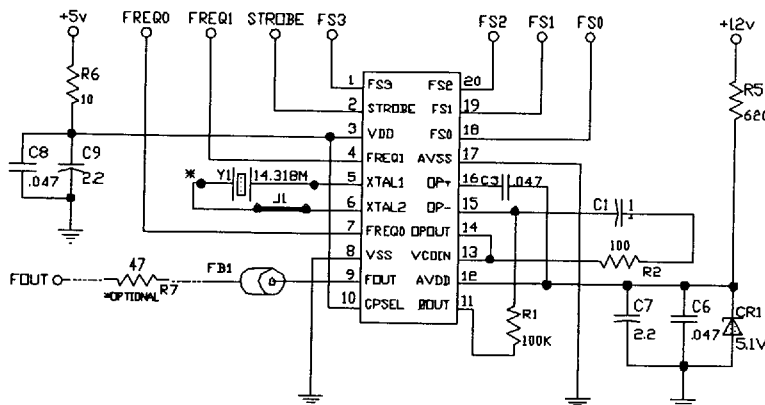 +5v FREQ0 FREQ1 STROBE FS3 FS2 FS1 FS0 +12v
R6
10
R5
620
1 FS3 FS2 20
2 STROBE FS1 19
3 VDD FS0 18
4 FREQ1 AVSS 17
5 XTAL1 OP+ 16
6 XTAL2 OP- 15
7 FREQ0 OPOUT 14
8 VSS VCOIN 13
9 FOUT AVDD 12
10 CPSEL ØOUT 11
C8
.047
C9
2.2
* Y1 14.318M
J1
C3 .047
C1 1
100
R2
FOUT
47
*OPTIONAL R7
FB1
R1
100K
C7
2.2
C6
.047
CR1
5.1V